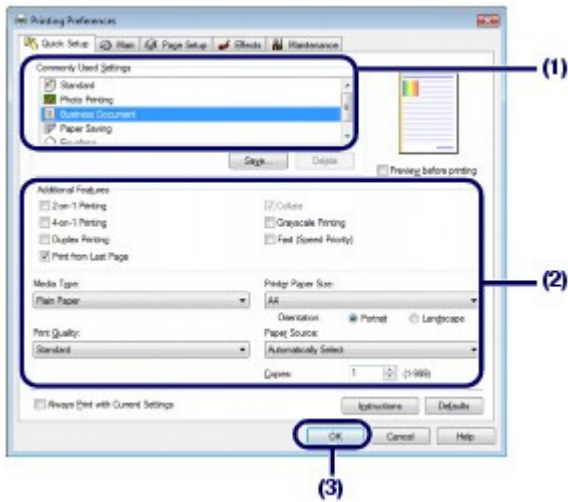 Printing Preferences
Quick Setup Main Page Setup Effects Maintenance
Commonly Used Settings
(1)
Standard
Photo Printing
Business Document
Paper Saving
Envelope
Save... Delete
Preview before printing
Additional Features
2-on-1 Printing Collate
4-on-1 Printing Grayscale Printing
Duplex Printing Fast (Speed Priority)
Print from Last Page
(2)
Media Type: Printer Paper Size:
Plain Paper A4
Orientation: Portrait Landscape
Print Quality: Paper Source:
Standard Automatically Select
Copies: 1 (1-999)
Always Print with Current Settings Instructions Defaults
OK Cancel Help
(3)